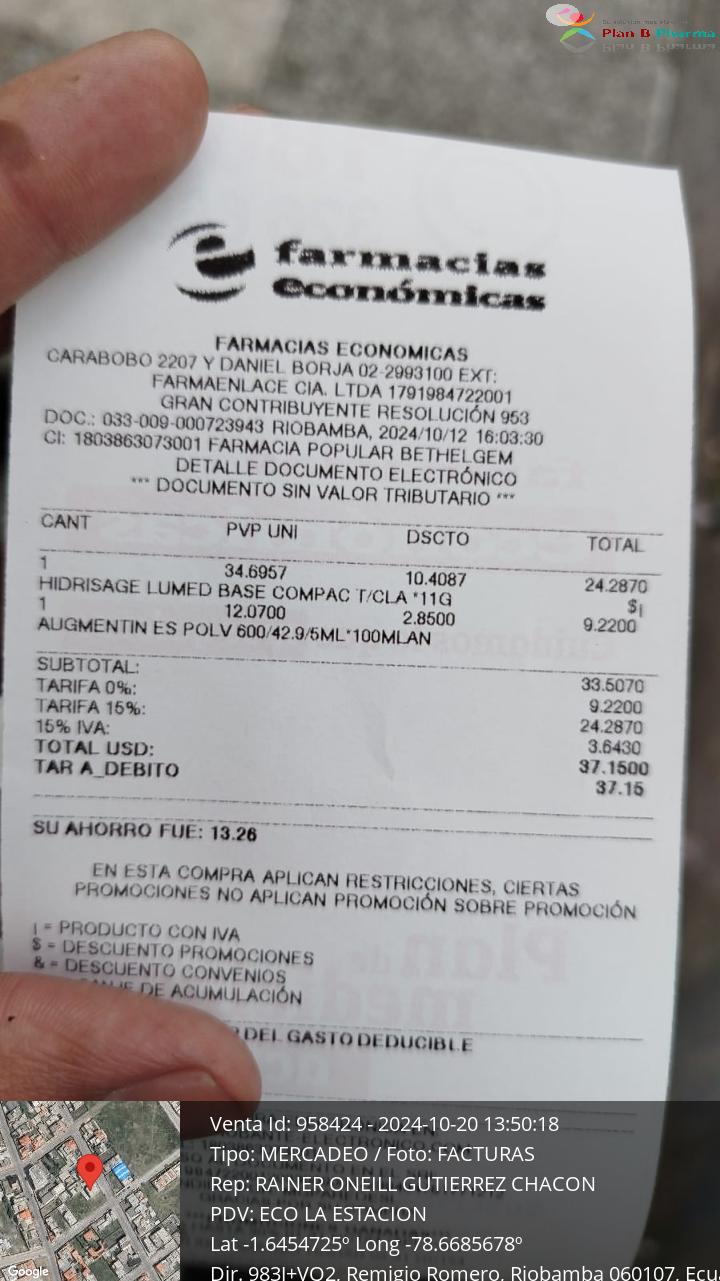 Plan B Pharma
farmacias
económicas
FARMACIAS ECONOMICAS
CARABOBO 2207 Y DANIEL BORJA 02-2993100 EXT:
FARMAENLACE CIA. LTDA 1791984722001
GRAN CONTRIBUYENTE RESOLUCIÓN 953
DOC.: 033-009-000723943 RIOBAMBA, 2024/10/12 16:03:30
CI: 1803863073001 FARMACIA POPULAR BETHELGEM
DETALLE DOCUMENTO ELECTRÓNICO
*** DOCUMENTO SIN VALOR TRIBUTARIO ***
CANT PVP UNI DSCTO TOTAL
1 34.6957 10.4087 24.2870
HIDRISAGE LUMED BASE COMPAC T/CLA *11G $¡
1 12.0700 2.8500 9.2200
AUGMENTIN ES POLV 600/42.9/5ML*100MLAN
SUBTOTAL: 33.5070
TARIFA 0%: 9.2200
TARIFA 15%: 24.2870
15% IVA: 3.6430
TOTAL USD: 37.1500
TAR A_DEBITO 37.15
SU AHORRO FUE: 13.26
EN ESTA COMPRA APLICAN RESTRICCIONES, CIERTAS
PROMOCIONES NO APLICAN PROMOCIÓN SOBRE PROMOCIÓN
¡ = PRODUCTO CON IVA
$ = DESCUENTO PROMOCIONES
& = DESCUENTO CONVENIOS
DE ACUMULACIÓN
DEL GASTO DEDUCIBLE
Venta Id: 958424 - 2024-10-20 13:50:18
Tipo: MERCADEO / Foto: FACTURAS
Rep: RAINER ONEILL GUTIERREZ CHACON
PDV: ECO LA ESTACION
Lat -1.6454725º Long -78.6685678º
Dir. 983J+VQ2, Remigio Romero, Riobamba 060107, Ecu
Google